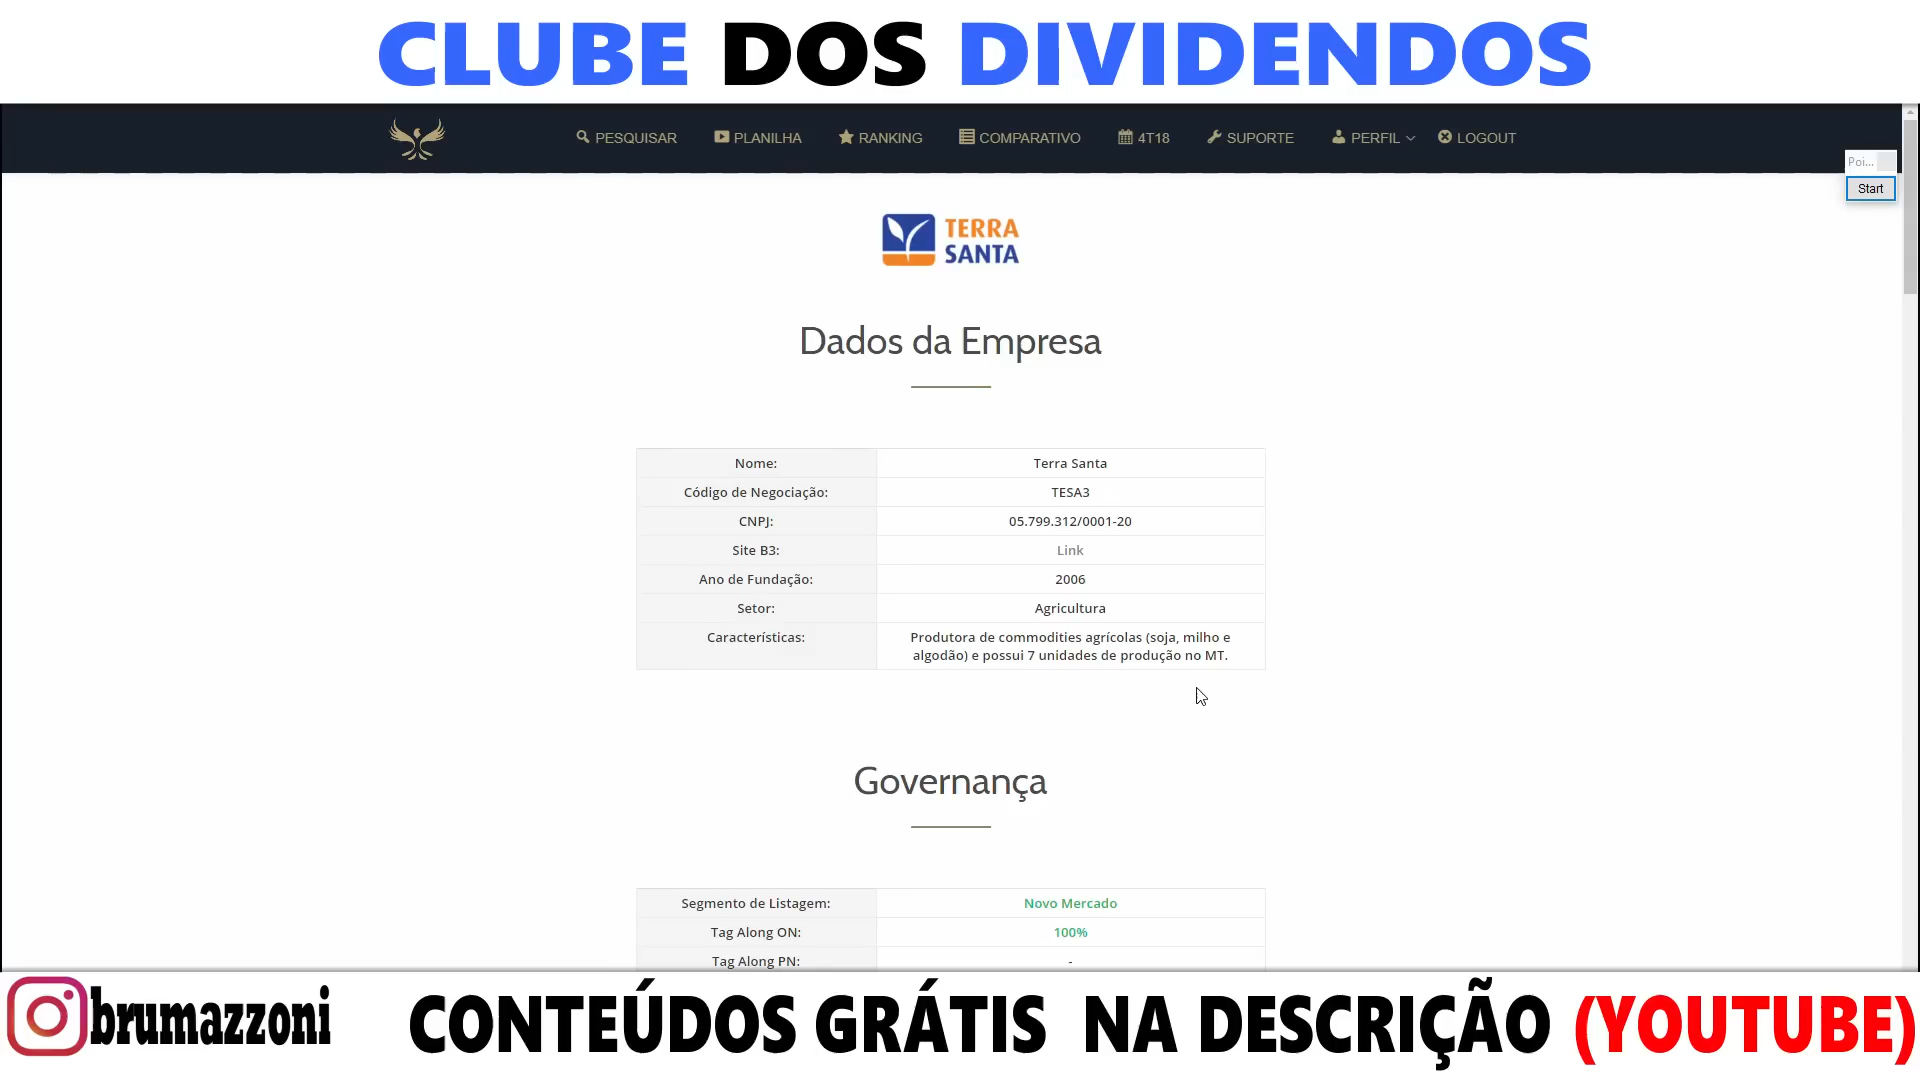 CLUBE DOS DIVIDENDOS
PESQUISAR PLANILHA RANKING COMPARATIVO 4T18 SUPORTE PERFIL LOGOUT
Poi...
Start
TERRA
SANTA
Dados da Empresa
Nome: Terra Santa
Código de Negociação: TESA3
CNPJ: 05.799.312/0001-20
Site B3: Link
Ano de Fundação: 2006
Setor: Agricultura
Características: Produtora de commodities agrícolas (soja, milho e
algodão) e possui 7 unidades de produção no MT.
Governança
Segmento de Listagem: Novo Mercado
Tag Along ON: 100%
Tag Along PN: -
brumazzoni CONTEÚDOS GRÁTIS NA DESCRIÇÃO (YOUTUBE)